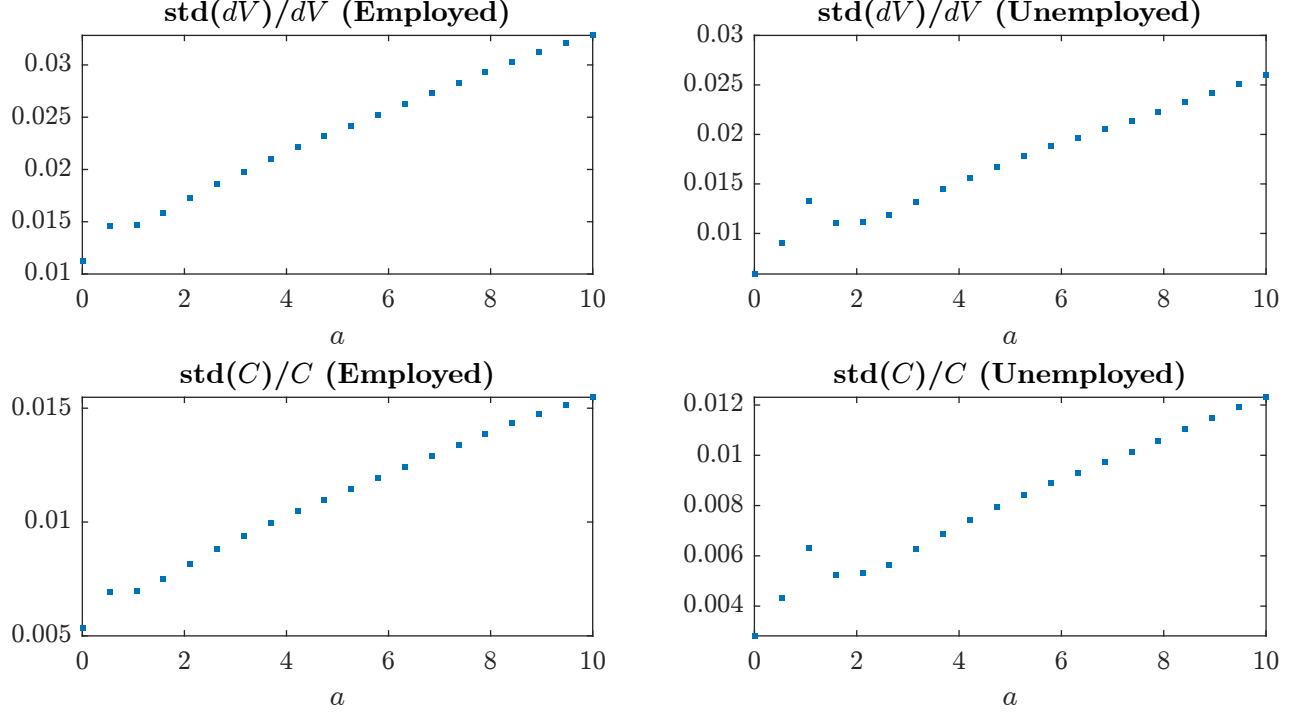 std(dV)/dV (Employed)
0.03
0.025
0.02
0.015
0.01
0 2 4 6 8 10
a
std(dV)/dV (Unemployed)
0.03
0.025
0.02
0.015
0.01
0 2 4 6 8 10
a
std(C)/C (Employed)
0.015
0.01
0.005
0 2 4 6 8 10
a
std(C)/C (Unemployed)
0.012
0.01
0.008
0.006
0.004
0 2 4 6 8 10
a